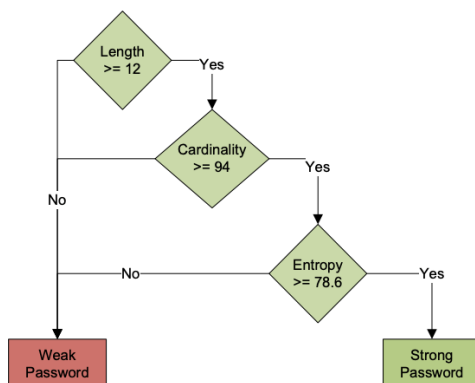 Length
>= 12
Yes
Cardinality
>= 94
Yes
No
Entropy
>= 78.6
No
Yes
Weak
Password
Strong
Password